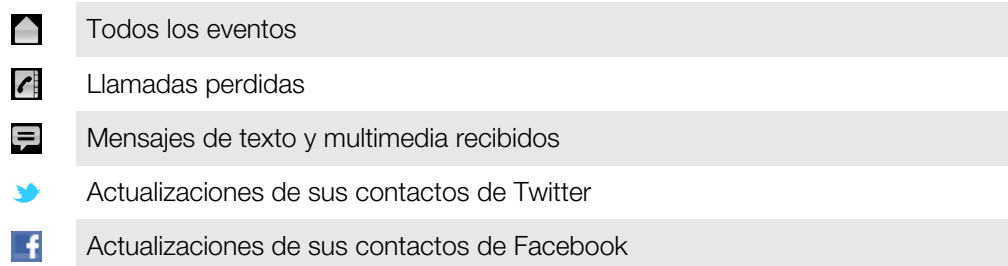 Todos los eventos
Llamadas perdidas
Mensajes de texto y multimedia recibidos
Actualizaciones de sus contactos de Twitter
Actualizaciones de sus contactos de Facebook